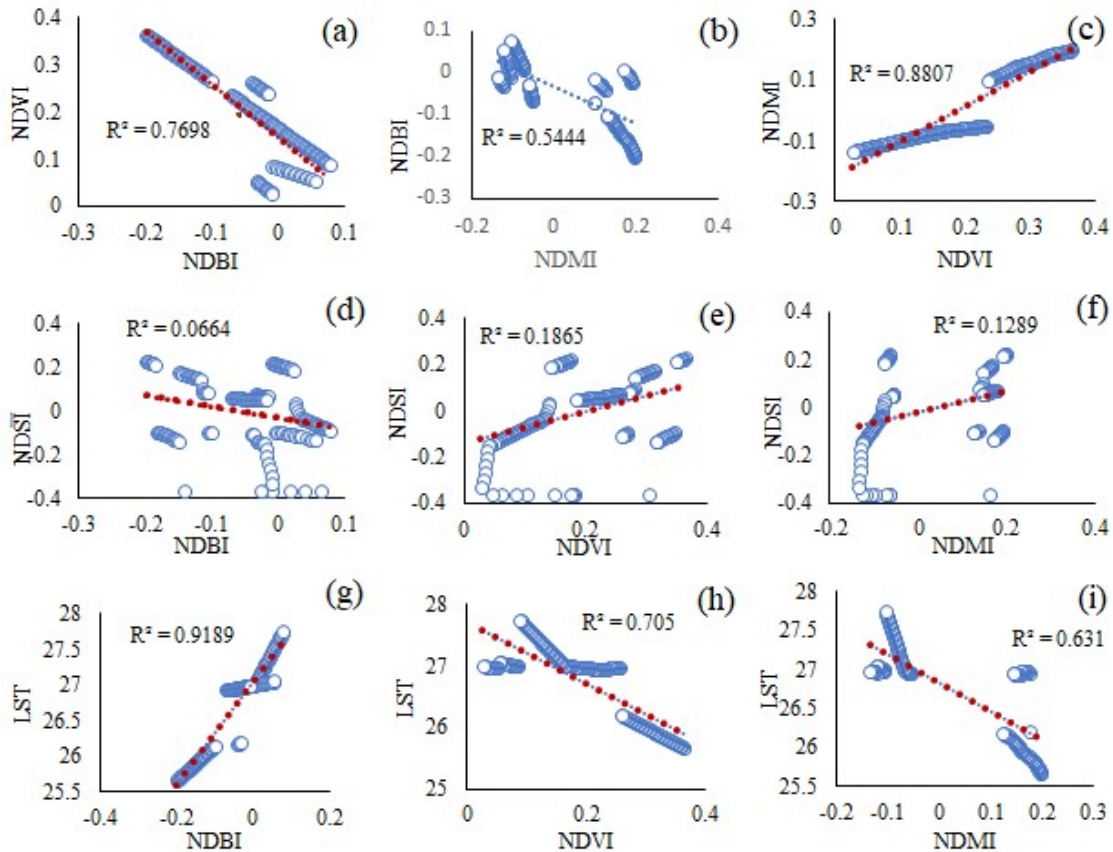 (a)
NDVI
0.4
0.3
0.2
0.1
0
R² = 0.7698
-0.3 -0.2 -0.1 0 0.1
NDBI
(b)
NDBI
0.1
0
-0.1
-0.2
-0.3
R² = 0.5444
-0.2 0 0.2 0.4
NDMI
(c)
NDMI
0.3
0.1
-0.1
-0.3
R² = 0.8807
0 0.2 0.4
NDVI
(d)
NDSI
0.4
0.2
0
-0.2
-0.4
R² = 0.0664
-0.3 -0.2 -0.1 0 0.1
NDBI
(e)
NDSI
0.4
0.2
0
-0.2
-0.4
R² = 0.1865
0 0.2 0.4
NDVI
(f)
NDSI
0.4
0.2
0
-0.2
-0.4
R² = 0.1289
-0.2 0 0.2 0.4
NDMI
(g)
LST
28
27.5
27
26.5
26
25.5
R² = 0.9189
-0.4 -0.2 0 0.2
NDBI
(h)
LST
28
27
26
25
R² = 0.705
0 0.2 0.4
NDVI
(i)
LST
28
27.5
27
26.5
26
25.5
R² = 0.631
-0.2 -0.1 0 0.1 0.2 0.3
NDMI